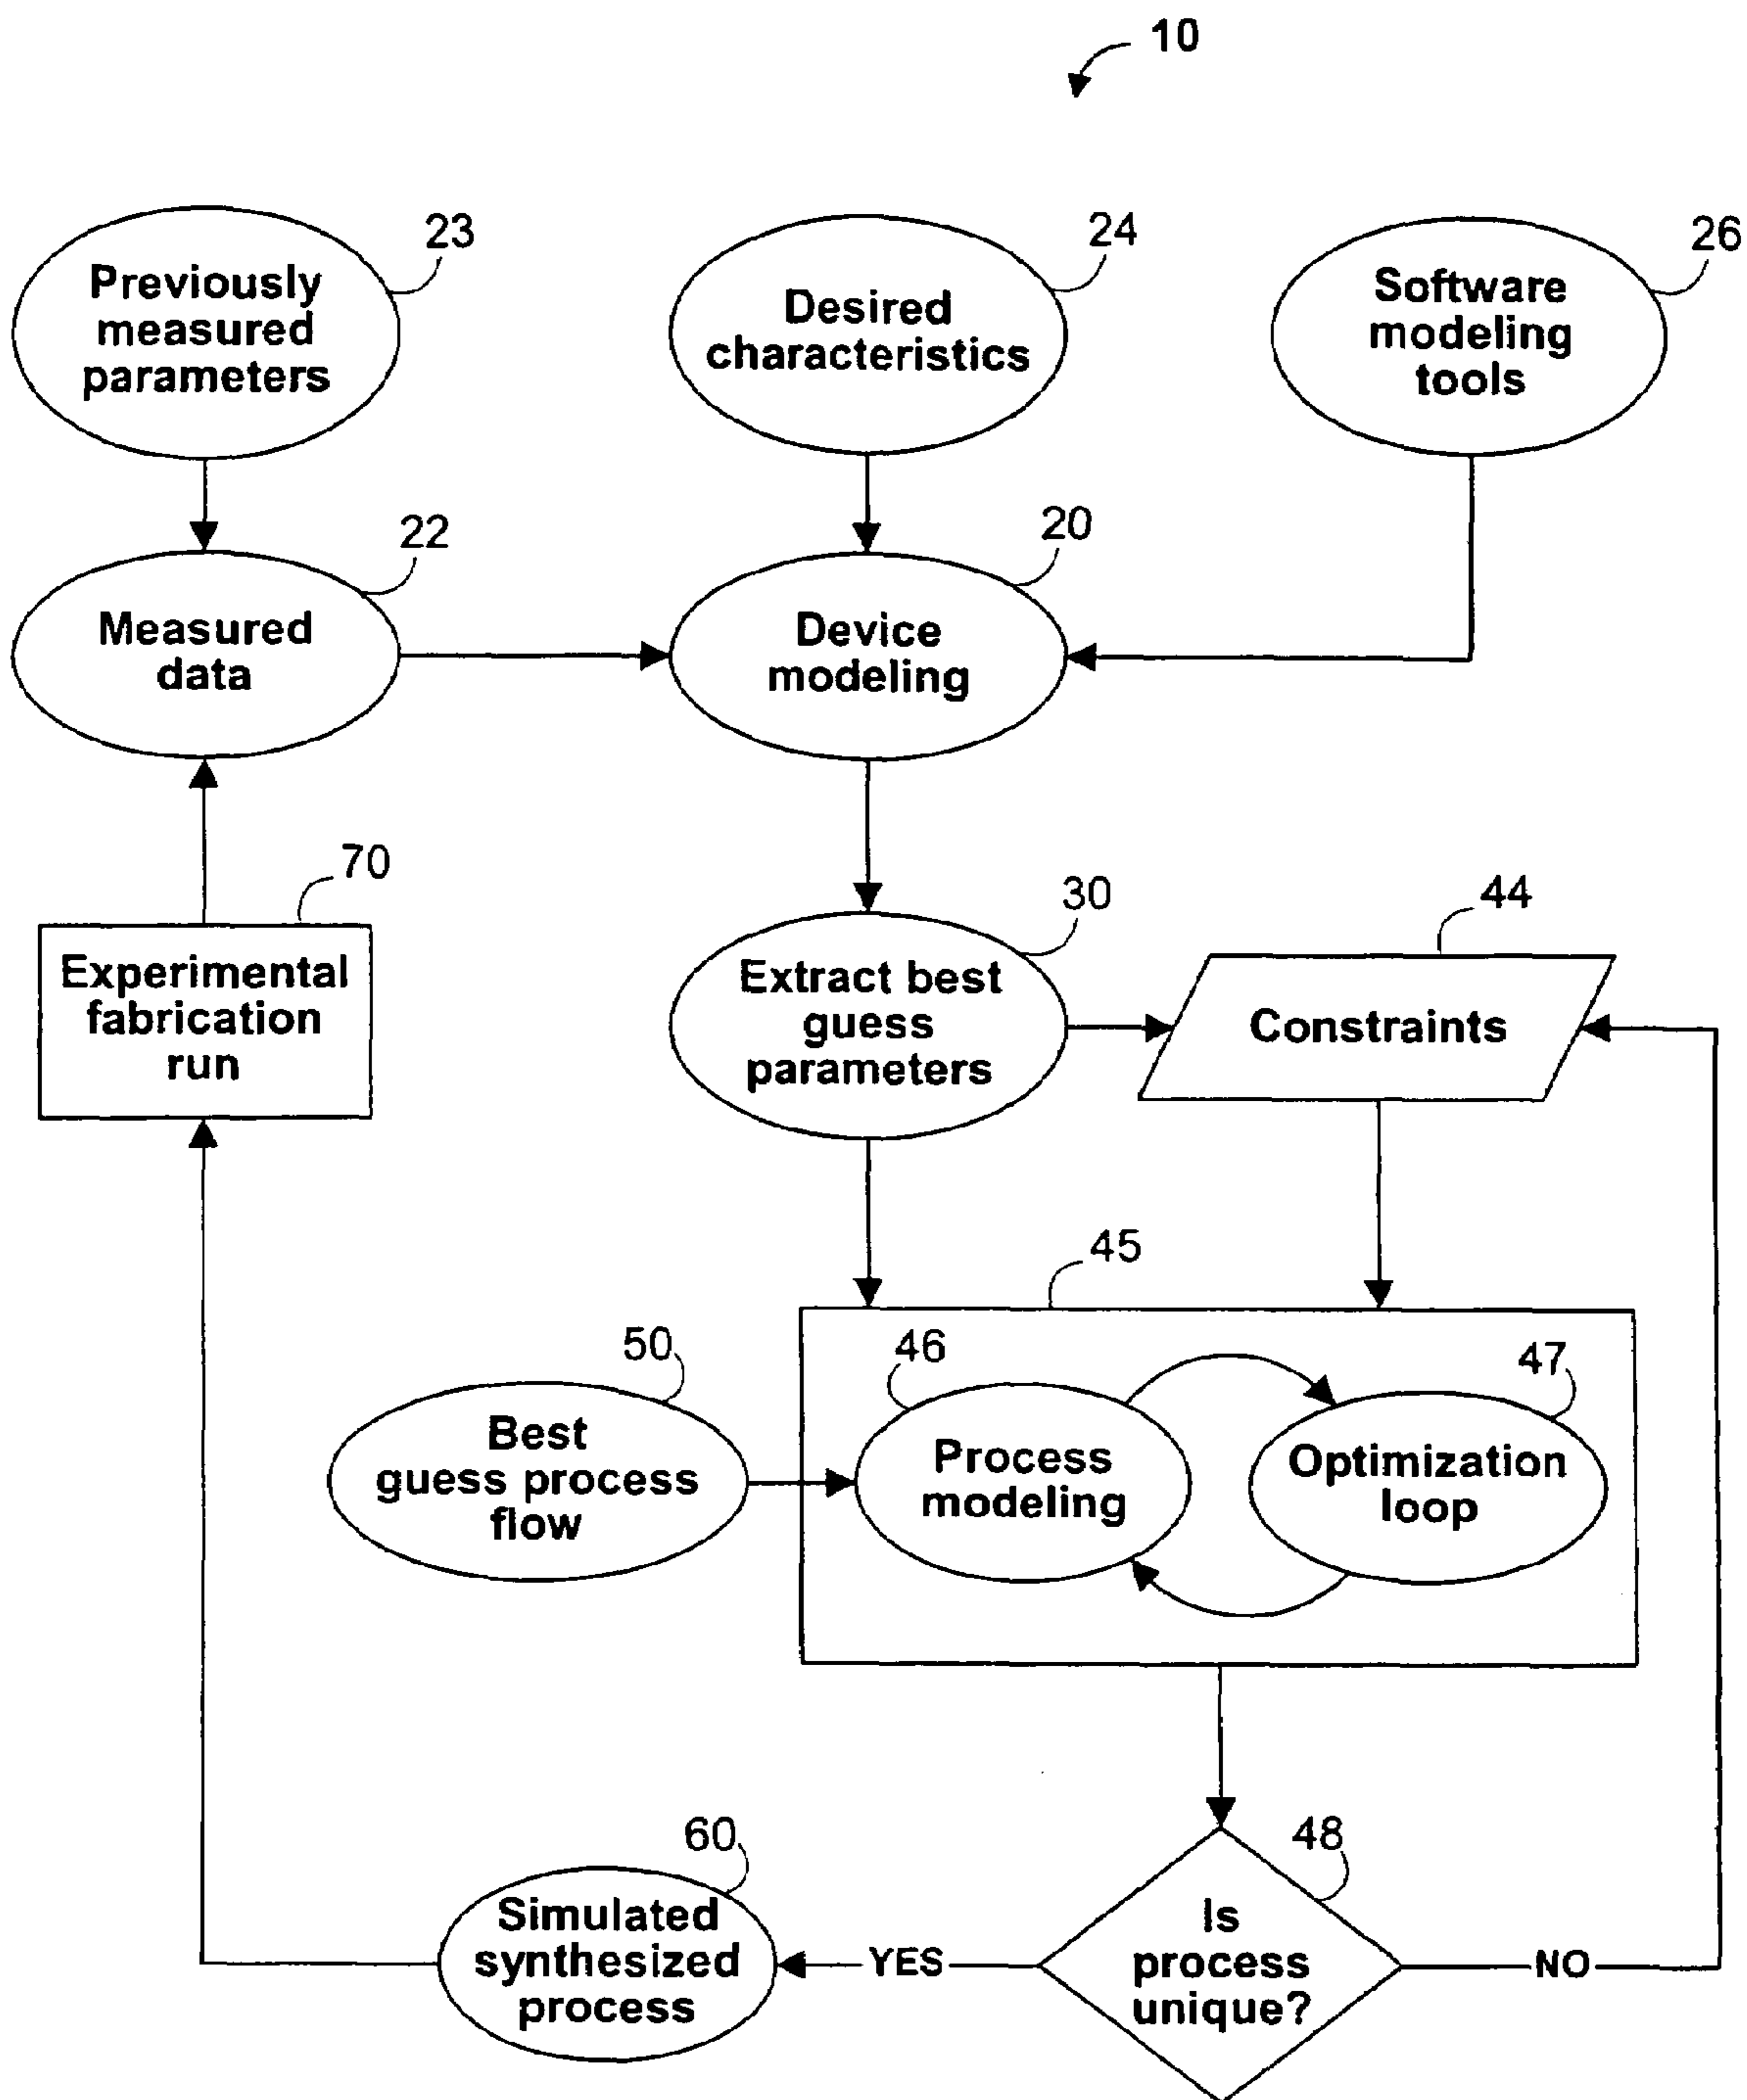 10
23
Previously
measured
parameters
24
Desired
characteristics
26
Software
modeling
tools
22
Measured
data
20
Device
modeling
70
Experimental
fabrication
run
30
Extract best
guess
parameters
44
Constraints
45
50
Best
guess process
flow
46
Process
modeling
47
Optimization
loop
60
Simulated
synthesized
process
YES
48
Is
process
unique?
NO